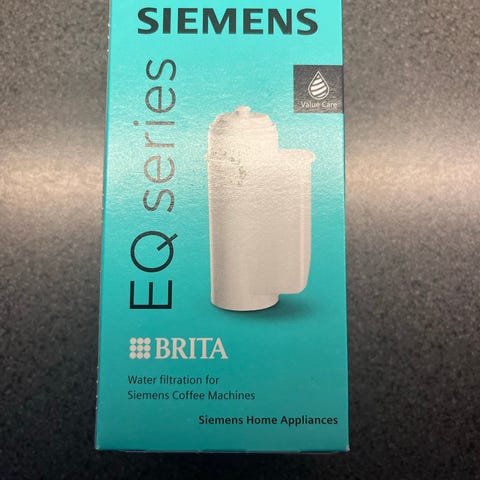 SIEMENS
Value Care
EQ series
BRITA
Water filtration for
Siemens Coffee Machines
Siemens Home Appliances